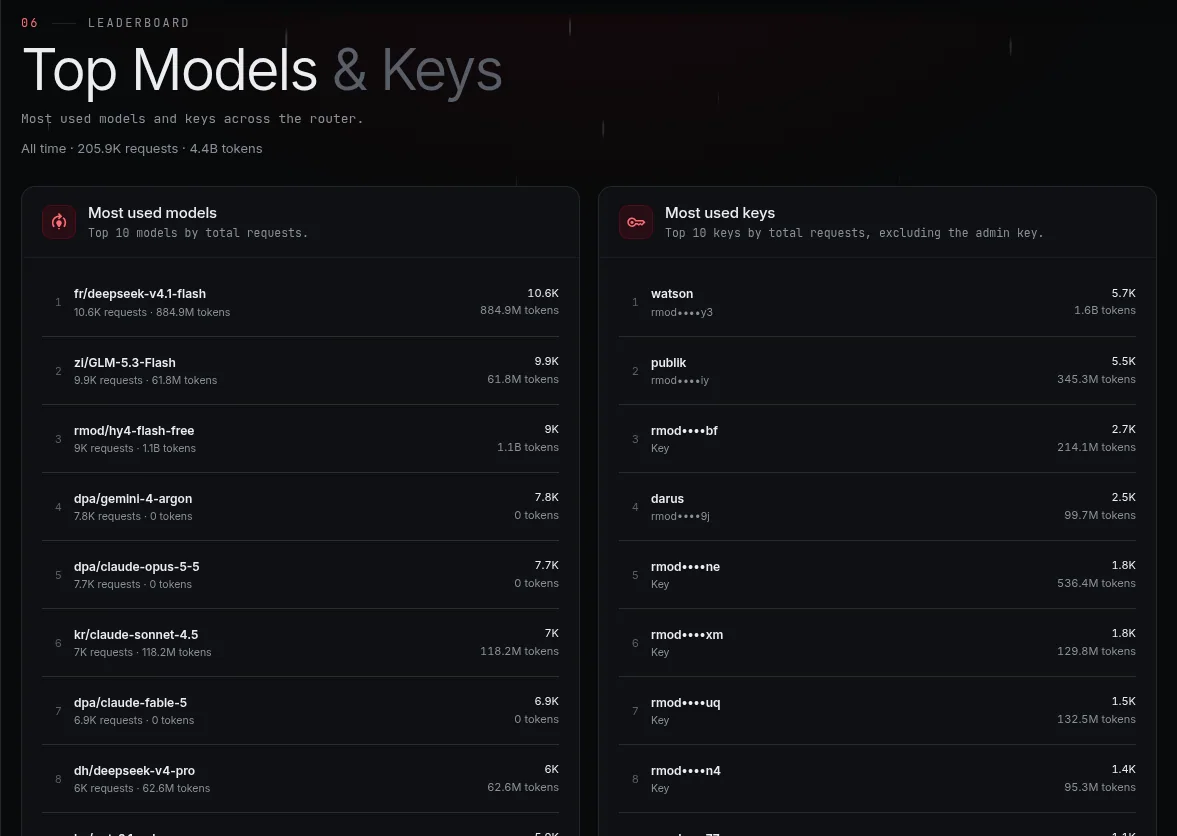 06 LEADERBOARD
Top Models & Keys
Most used models and keys across the router.
All time · 205.9K requests · 4.4B tokens
Most used models
Top 10 models by total requests.
1 fr/deepseek-v4.1-flash 10.6K
10.6K requests · 884.9M tokens 884.9M tokens
2 zi/GLM-5.3-Flash 9.9K
9.9K requests · 61.8M tokens 61.8M tokens
3 rmod/hy4-flash-free 9K
9K requests · 1.1B tokens 1.1B tokens
4 dpa/gemini-4-argon 7.8K
7.8K requests · 0 tokens 0 tokens
5 dpa/claude-opus-5-5 7.7K
7.7K requests · 0 tokens 0 tokens
6 kr/claude-sonnet-4.5 7K
7K requests · 118.2M tokens 118.2M tokens
7 dpa/claude-fable-5 6.9K
6.9K requests · 0 tokens 0 tokens
8 dh/deepseek-v4-pro 6K
6K requests · 62.6M tokens 62.6M tokens
Most used keys
Top 10 keys by total requests, excluding the admin key.
1 watson 5.7K
rmod••••y3 1.6B tokens
2 publik 5.5K
rmod••••iy 345.3M tokens
3 rmod••••bf 2.7K
Key 214.1M tokens
4 darus 2.5K
rmod••••9j 99.7M tokens
5 rmod••••ne 1.8K
Key 536.4M tokens
6 rmod••••xm 1.8K
Key 129.8M tokens
7 rmod••••uq 1.5K
Key 132.5M tokens
8 rmod••••n4 1.4K
Key 95.3M tokens